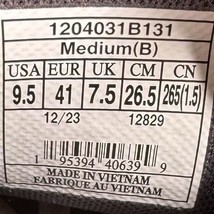 1204031B131
Medium(B)
USA EUR UK CM CN
9.5 41 7.5 26.5 265(1.5)
12/23 12829
1 95394 40639 9
MADE IN VIETNAM
FABRIQUE AU VIETNAM